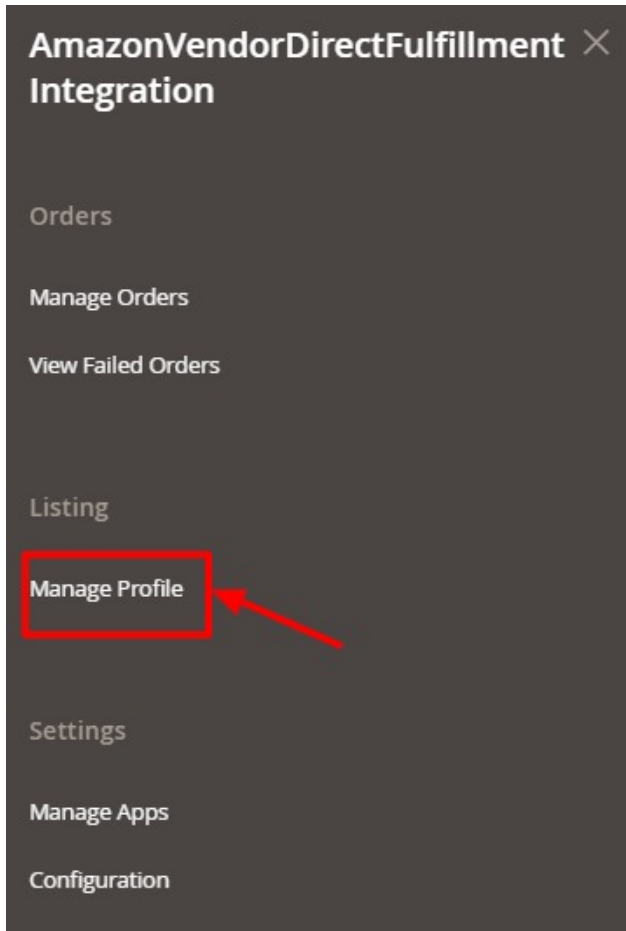 AmazonVendorDirectFulfillment
Integration
Orders
Manage Orders
View Failed Orders
Listing
Manage Profile
Settings
Manage Apps
Configuration